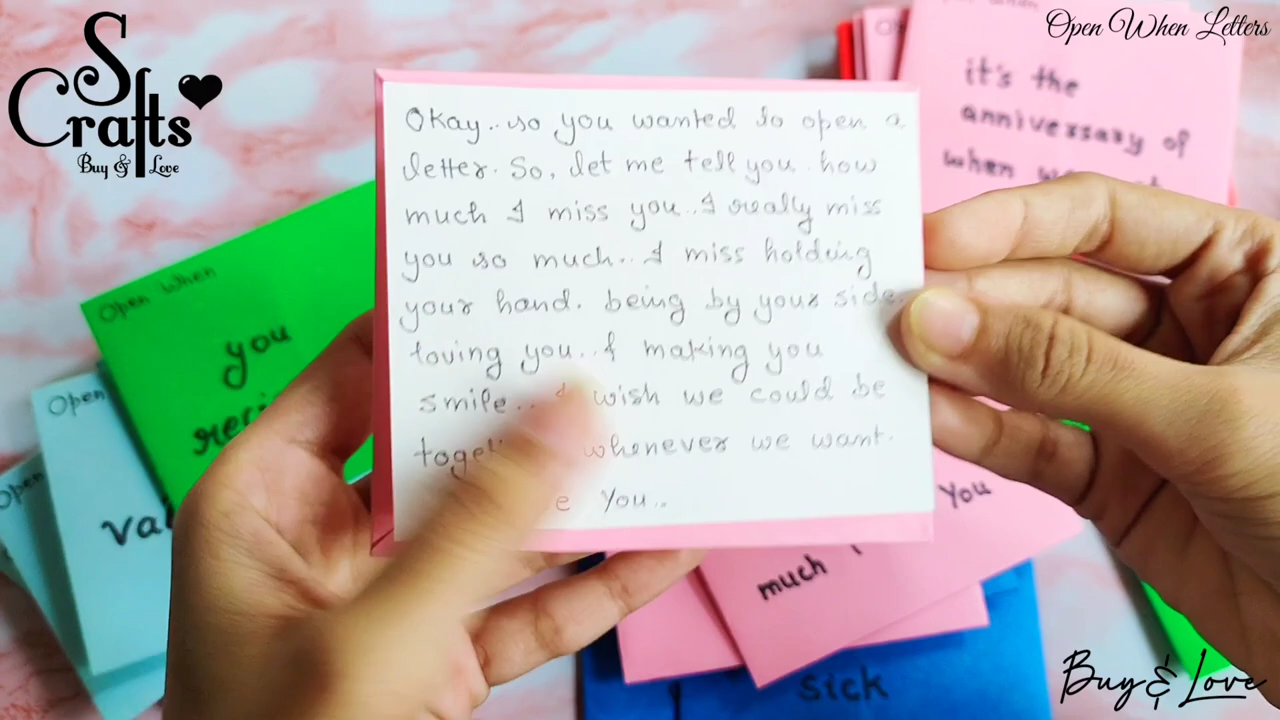 S
Crafts
Buy & Love
Open When Letters
Okay.. so you wanted to open a
letter. So, let me tell you how
much I miss you.. I really miss
you so much.. I miss holding
your hand. being by your side.
loving you.. & making you
smile.. I wish we could be
whenever we want.
You..
it's the
anniversary of
when
Open When
you
Open
Open
You
much I
sick
Buy & Love